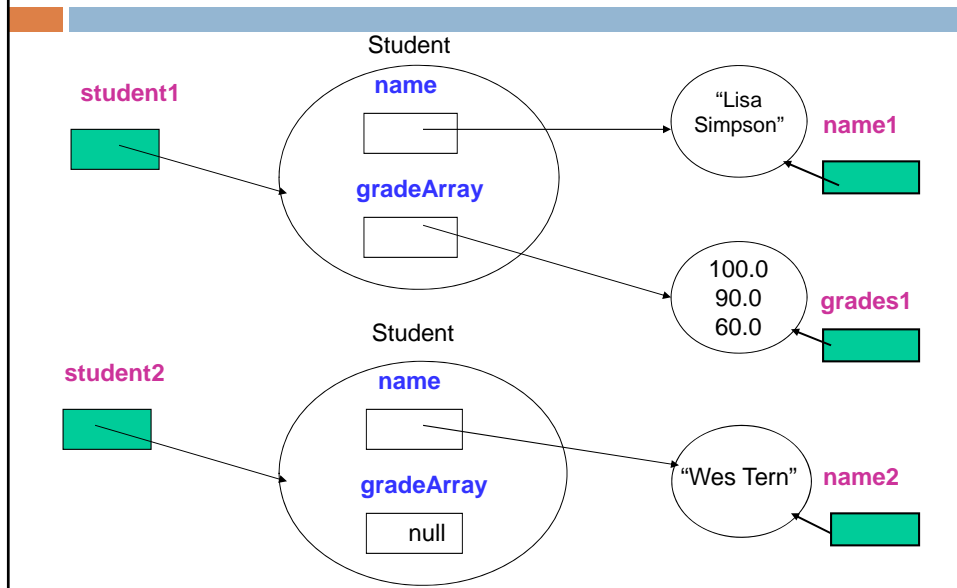 Student
name
student1
“Lisa
Simpson”
name1
gradeArray
100.0
90.0
60.0
grades1
Student
student2
name
gradeArray
“Wes Tern”
name2
null